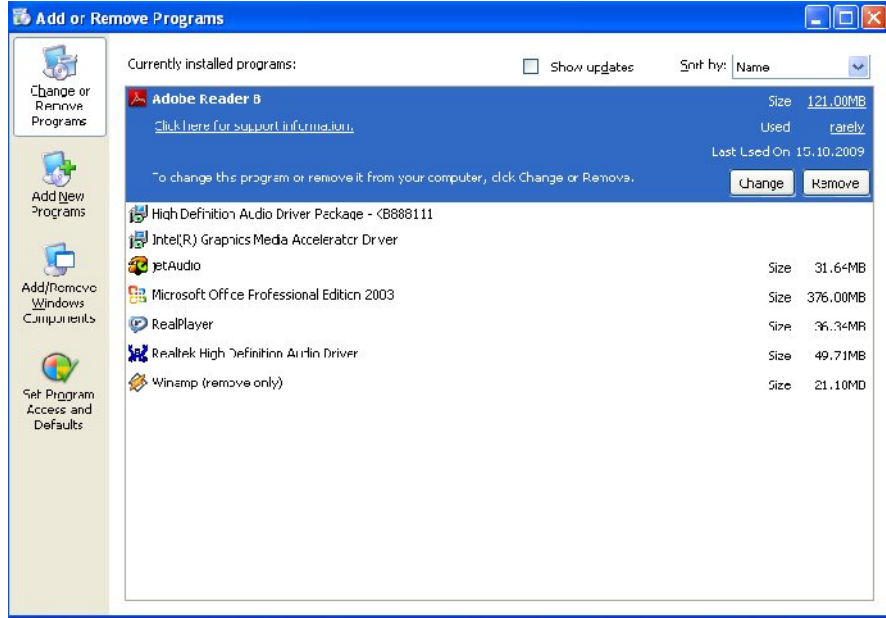 Add or Remove Programs
Change or
Remove
Programs
Add New
Programs
Add/Remove
Windows
Components
Set Program
Access and
Defaults
Currently installed programs:
Show updates
Sort by: Name
Adobe Reader 8
Size 121.00MB
Click here for support information.
Used rarely
Last Used On 15.10.2009
To change this program or remove it from your computer, click Change or Remove.
Change Remove
High Definition Audio Driver Package - KB888111
Intel(R) Graphics Media Accelerator Driver
jetAudio Size 31.64MB
Microsoft Office Professional Edition 2003 Size 376.00MB
RealPlayer Size 36.34MB
Realtek High Definition Audio Driver Size 49.71MB
Winamp (remove only) Size 21.10MB